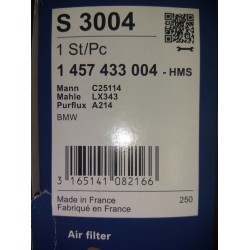 S 3004
1 St/Pc
1 457 433 004 - HMS
Mann C25114
Mahle LX343
Purflux A214
BMW
3 165141 082166
Made in France
Fabriqué en France
250
Air filter